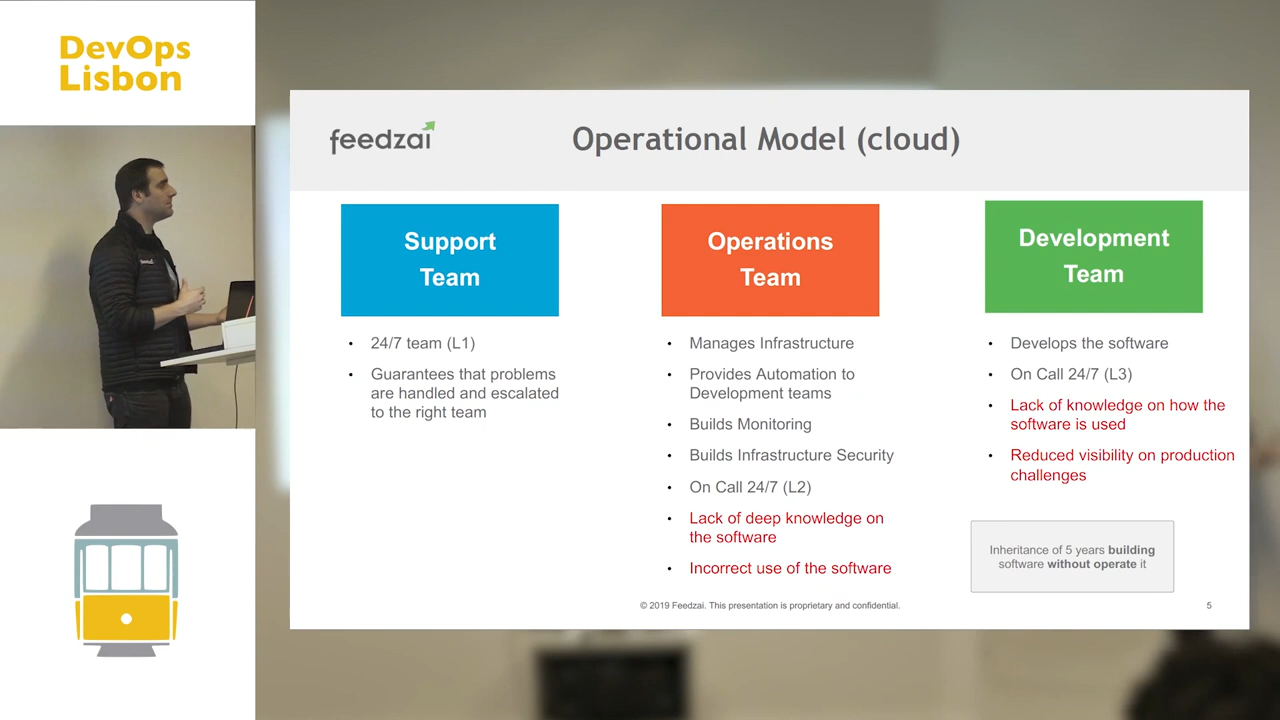 DevOps
Lisbon
feedzai
Operational Model (cloud)
Support
Team
• 24/7 team (L1)
• Guarantees that problems
are handled and escalated
to the right team
Operations
Team
• Manages Infrastructure
• Provides Automation to
Development teams
• Builds Monitoring
• Builds Infrastructure Security
• On Call 24/7 (L2)
• Lack of deep knowledge on
the software
• Incorrect use of the software
Development
Team
• Develops the software
• On Call 24/7 (L3)
• Lack of knowledge on how the
software is used
• Reduced visibility on production
challenges
Inheritance of 5 years building
software without operate it
© 2019 Feedzai. This presentation is proprietary and confidential.
5